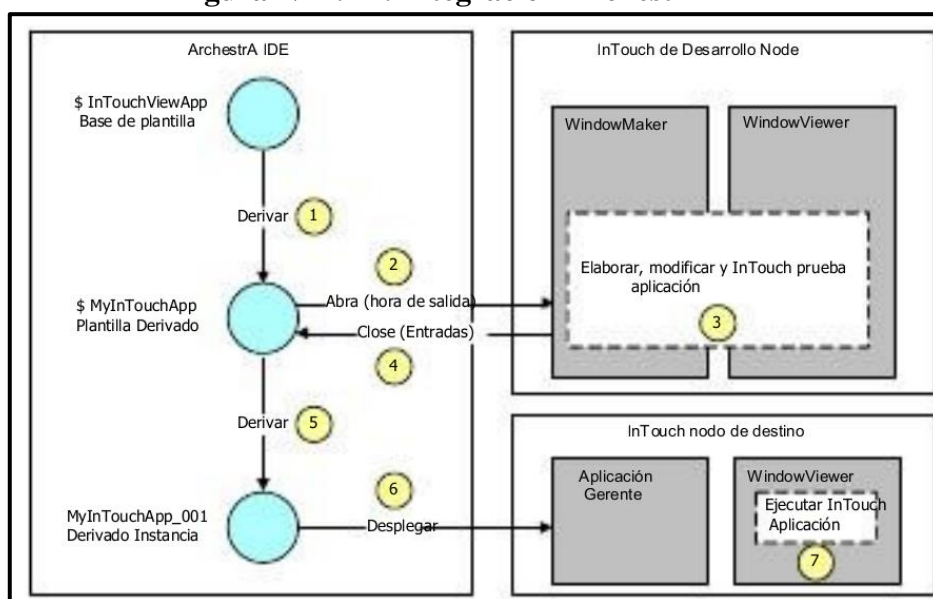 ArchestrA IDE
$ InTouchViewApp
Base de plantilla
Derivar 1
2
$ MyInTouchApp
Plantilla Derivado
Abra (hora de salida)
Close (Entradas)
4
Derivar 5
6
MyInTouchApp_001
Derivado Instancia
Desplegar
InTouch de Desarrollo Node
WindowMaker
WindowViewer
Elaborar, modificar y InTouch prueba
aplicación
3
InTouch nodo de destino
Aplicación
Gerente
WindowViewer
Ejecutar InTouch
Aplicación
7